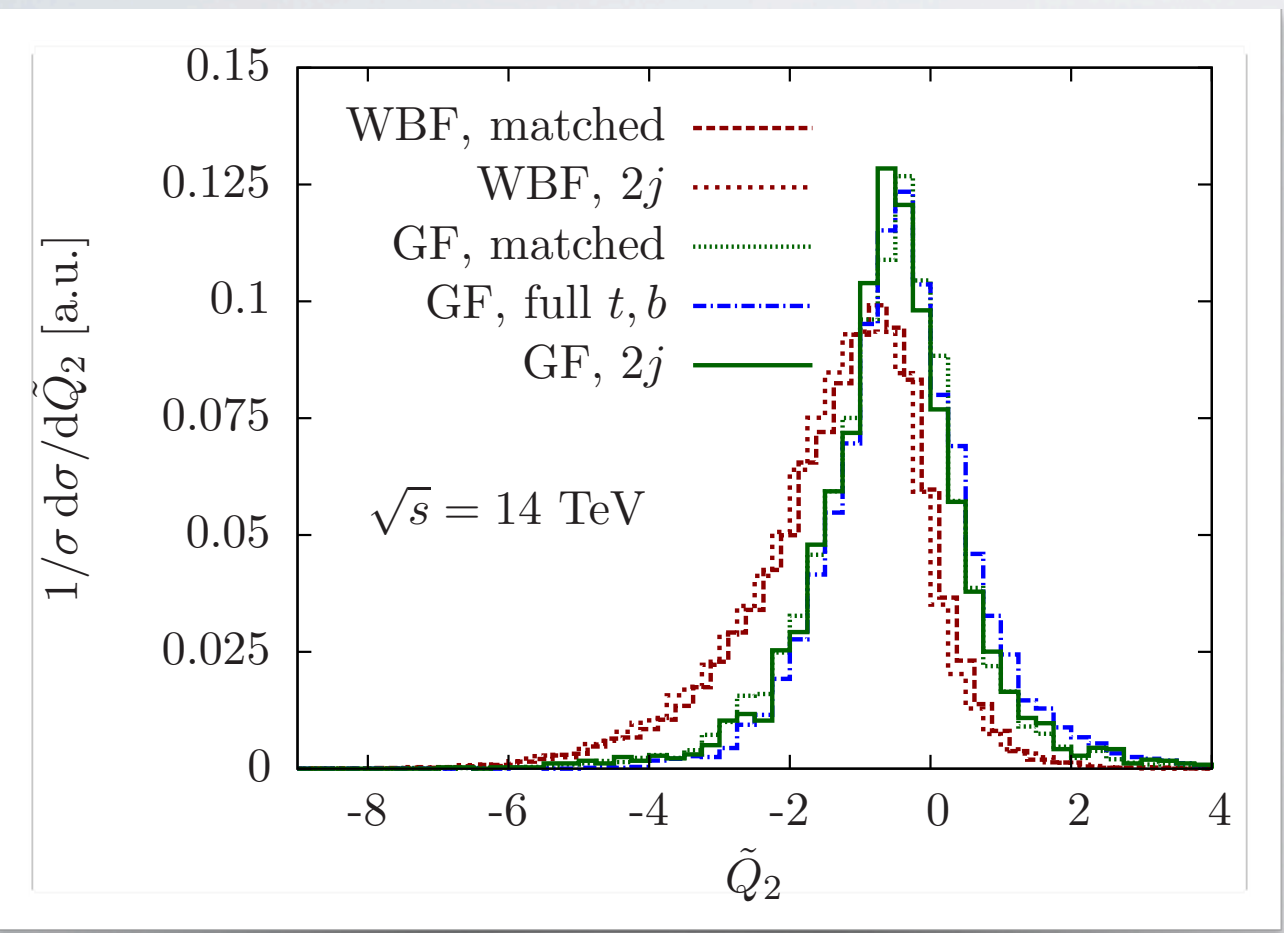 0.15
0.125
0.1
0.075
0.05
0.025
0
1/σ dσ/dQ̃₂ [a.u.]
WBF, matched
WBF, 2j
GF, matched
GF, full t, b
GF, 2j
√s = 14 TeV
-8 -6 -4 -2 0 2 4
Q̃₂